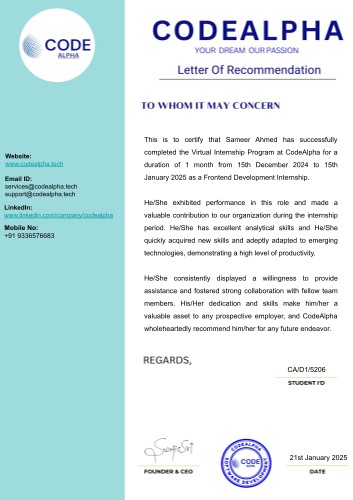 CODE
ALPHA
CODEALPHA
YOUR DREAM OUR PASSION
Letter Of Recommendation
TO WHOM IT MAY CONCERN
This is to certify that Sameer Ahmed has successfully
completed the Virtual Internship Program at CodeAlpha for a
duration of 1 month from 15th December 2024 to 15th
January 2025 as a Frontend Development Internship.
Website:
www.codealpha.tech
Email ID:
services@codealpha.tech
support@codealpha.tech
LinkedIn:
www.linkedin.com/company/codealpha
Mobile No:
+91 9336576683
He/She exhibited performance in this role and made a
valuable contribution to our organization during the internship
period. He/She has excellent analytical skills and He/She
quickly acquired new skills and adeptly adapted to emerging
technologies, demonstrating a high level of productivity.
He/She consistently displayed a willingness to provide
assistance and fostered strong collaboration with fellow team
members. His/Her dedication and skills make him/her a
valuable asset to any prospective employer, and CodeAlpha
wholeheartedly recommend him/her for any future endeavor.
REGARDS,
CA/D1/5206
STUDENT I'D
FOUNDER & CEO
CODEALPHA
CODE
SOFTWARE DEVELOPMENT
21st January 2025
DATE